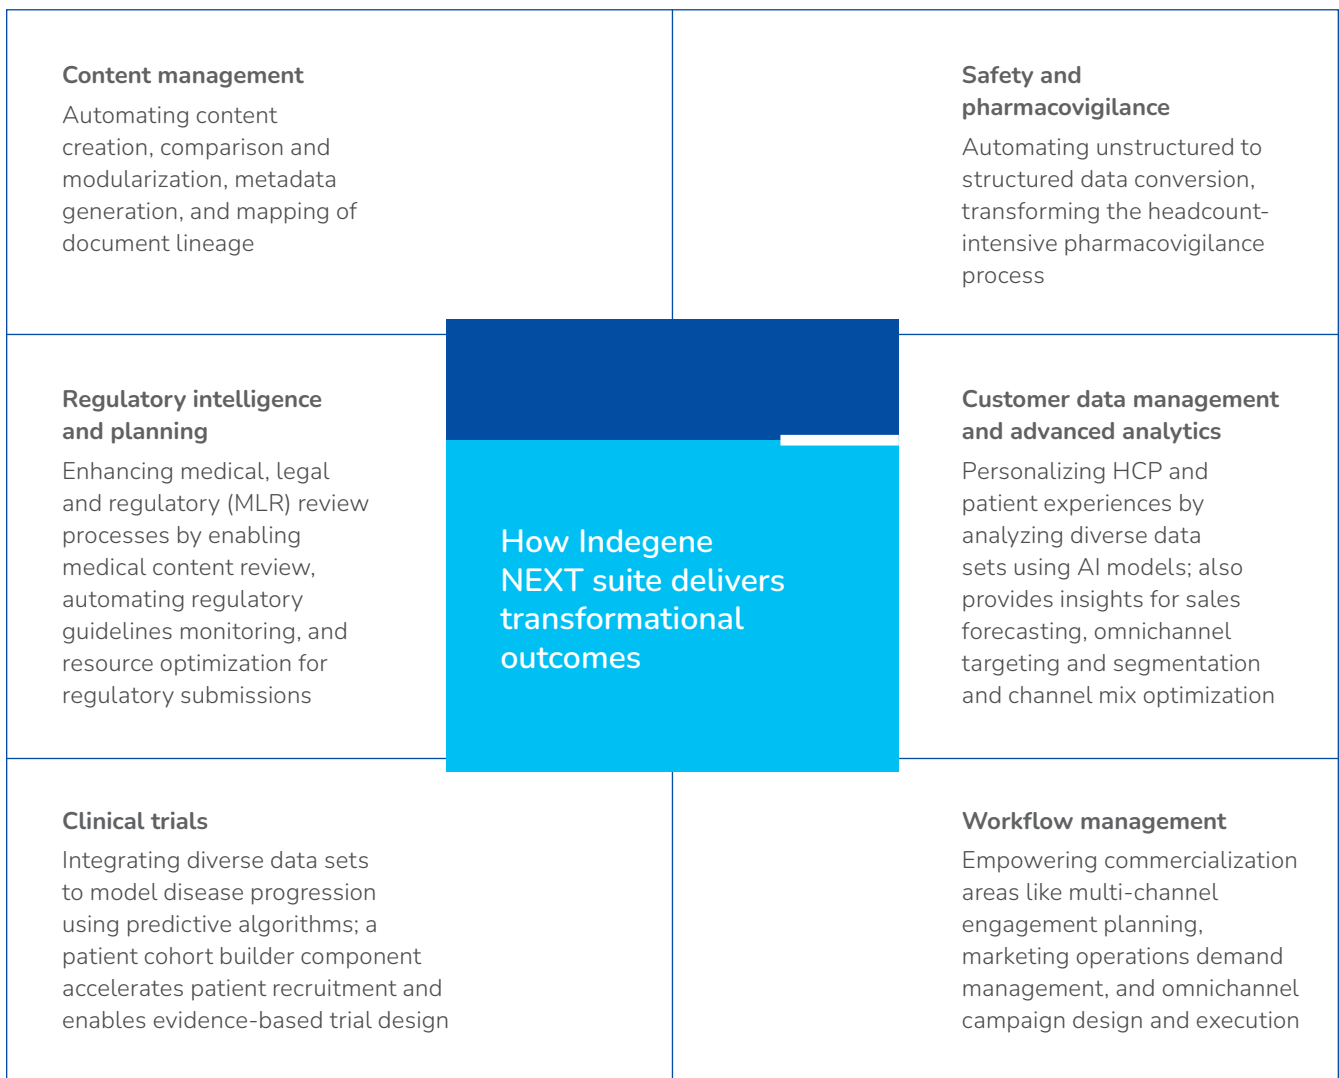 Content management
Automating content
creation, comparison and
modularization, metadata
generation, and mapping of
document lineage
Safety and
pharmacovigilance
Automating unstructured to
structured data conversion,
transforming the headcount-
intensive pharmacovigilance
process
Regulatory intelligence
and planning
Enhancing medical, legal
and regulatory (MLR) review
processes by enabling
medical content review,
automating regulatory
guidelines monitoring, and
resource optimization for
regulatory submissions
How Indegene
NEXT suite delivers
transformational
outcomes
Customer data management
and advanced analytics
Personalizing HCP and
patient experiences by
analyzing diverse data
sets using AI models; also
provides insights for sales
forecasting, omnichannel
targeting and segmentation
and channel mix optimization
Clinical trials
Integrating diverse data sets
to model disease progression
using predictive algorithms; a
patient cohort builder component
accelerates patient recruitment and
enables evidence-based trial design
Workflow management
Empowering commercialization
areas like multi-channel
engagement planning,
marketing operations demand
management, and omnichannel
campaign design and execution